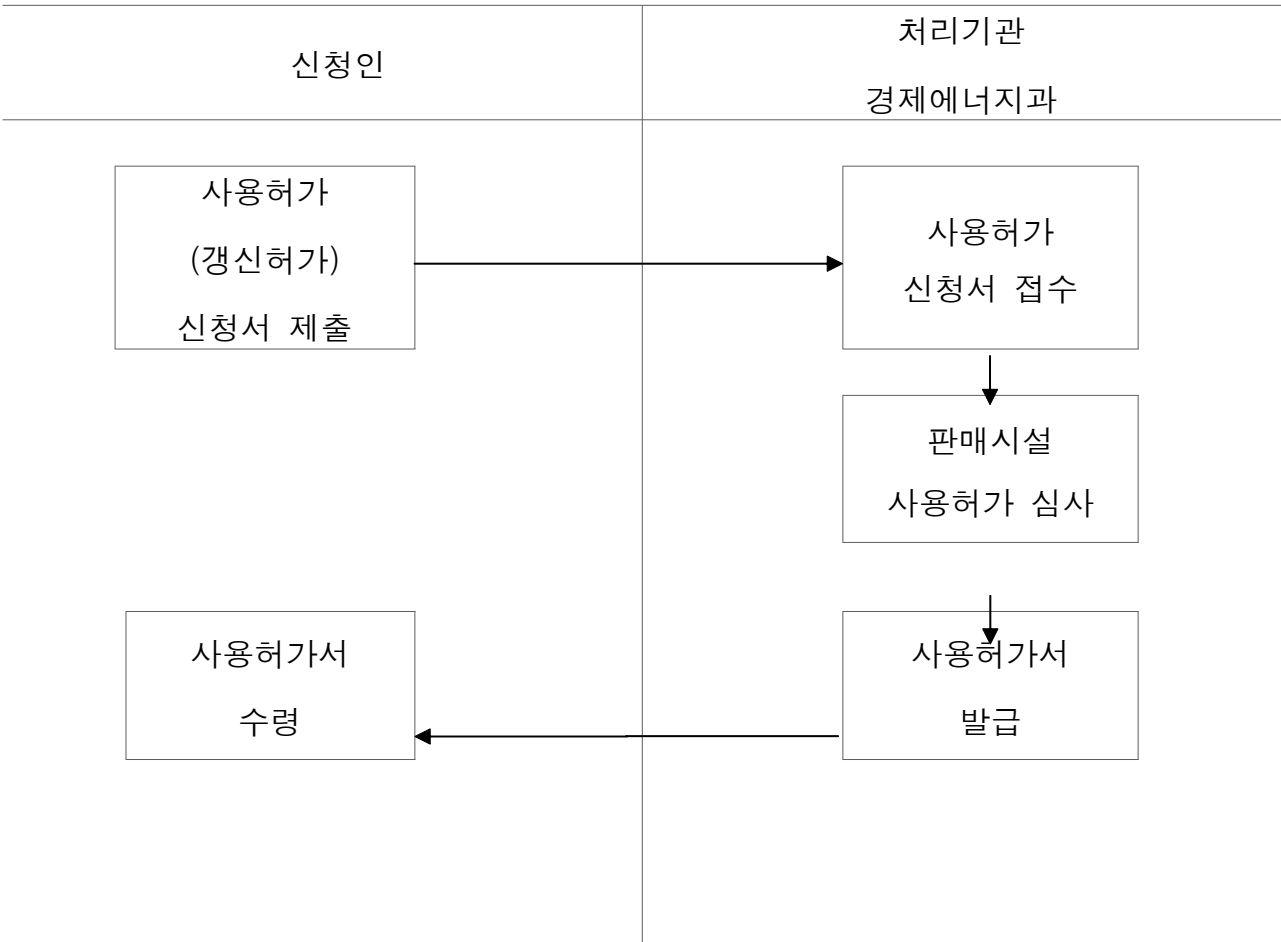 신청인
처리기관
경제에너지과
사용허가
(갱신허가)
신청서 제출
사용허가
신청서 접수
판매시설
사용허가 심사
사용허가서
수령
사용허가서
발급